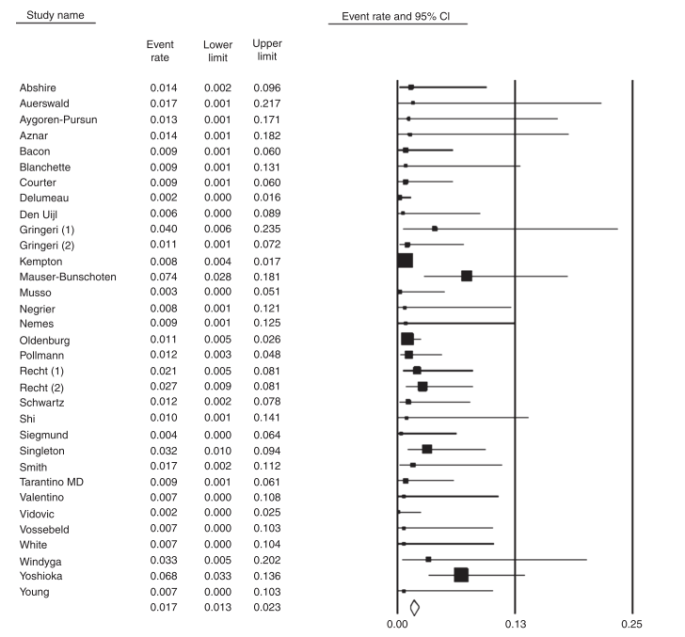 Study name Event rate and 95% CI
Event Lower Upper
rate limit limit
Abshire 0.014 0.002 0.096
Auerswald 0.017 0.001 0.217
Aygoren-Pursun 0.013 0.001 0.171
Aznar 0.014 0.001 0.182
Bacon 0.009 0.001 0.060
Blanchette 0.009 0.001 0.131
Courter 0.009 0.001 0.060
Delumeau 0.002 0.000 0.016
Den Uijl 0.006 0.000 0.089
Gringeri (1) 0.040 0.006 0.235
Gringeri (2) 0.011 0.001 0.072
Kempton 0.008 0.004 0.017
Mauser-Bunschoten 0.074 0.028 0.181
Musso 0.003 0.000 0.051
Negrier 0.008 0.001 0.121
Nemes 0.009 0.001 0.125
Oldenburg 0.011 0.005 0.026
Pollmann 0.012 0.003 0.048
Recht (1) 0.021 0.005 0.081
Recht (2) 0.027 0.009 0.081
Schwartz 0.012 0.002 0.078
Shi 0.010 0.001 0.141
Siegmund 0.004 0.000 0.064
Singleton 0.032 0.010 0.094
Smith 0.017 0.002 0.112
Tarantino MD 0.009 0.001 0.061
Valentino 0.007 0.000 0.108
Vidovic 0.002 0.000 0.025
Vossebeld 0.007 0.000 0.103
White 0.007 0.000 0.104
Windyga 0.033 0.005 0.202
Yoshioka 0.068 0.033 0.136
Young 0.007 0.000 0.103
0.017 0.013 0.023
0.00 0.13 0.25